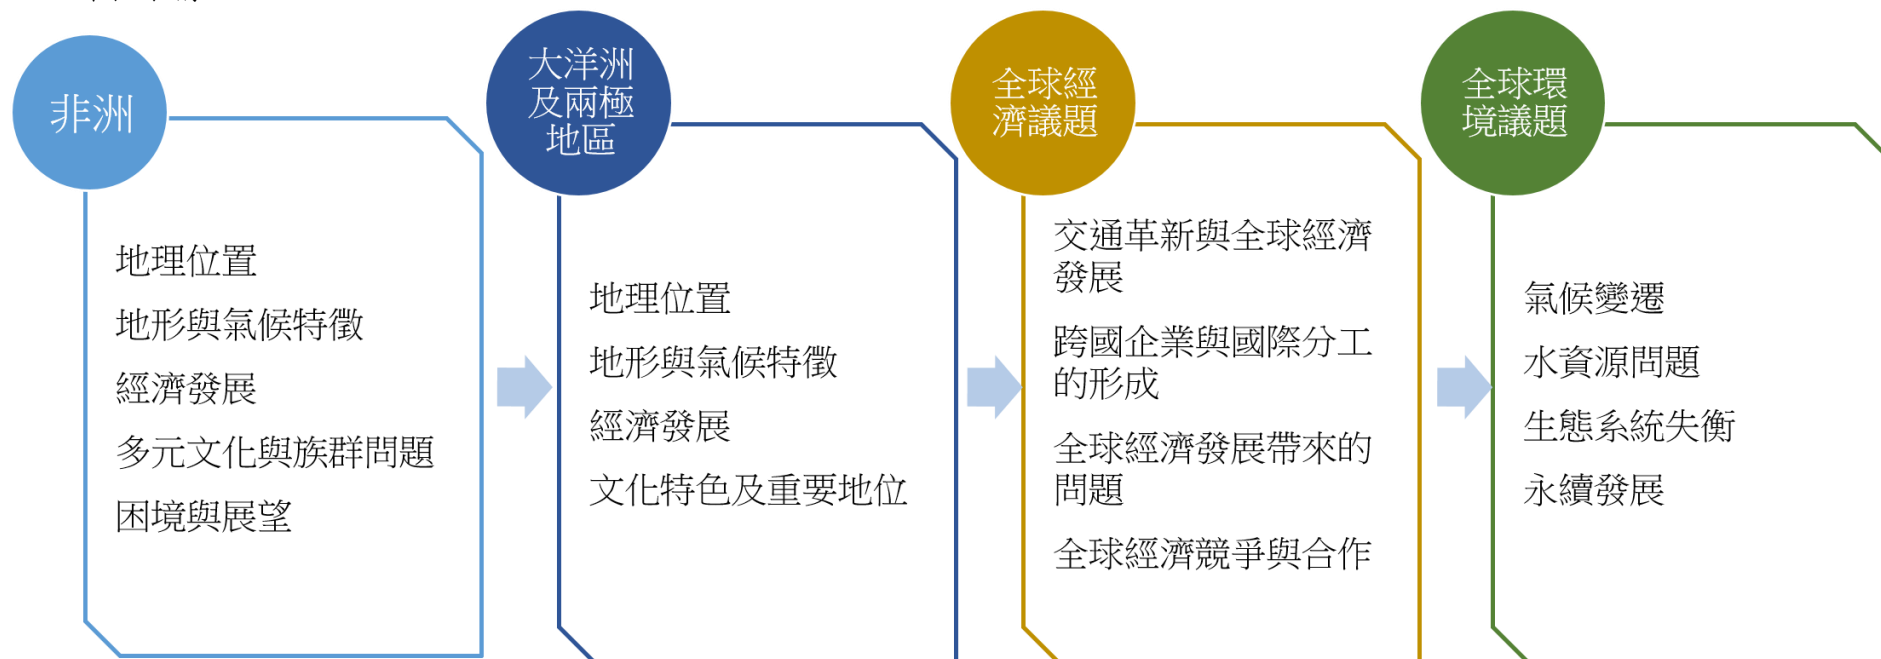 非洲
地理位置
地形與氣候特徵
經濟發展
多元文化與族群問題
困境與展望
大洋洲
及兩極
地區
地理位置
地形與氣候特徵
經濟發展
文化特色及重要地位
全球經
濟議題
交通革新與全球經濟
發展
跨國企業與國際分工
的形成
全球經濟發展帶來的
問題
全球經濟競爭與合作
全球環
境議題
氣候變遷
水資源問題
生態系統失衡
永續發展